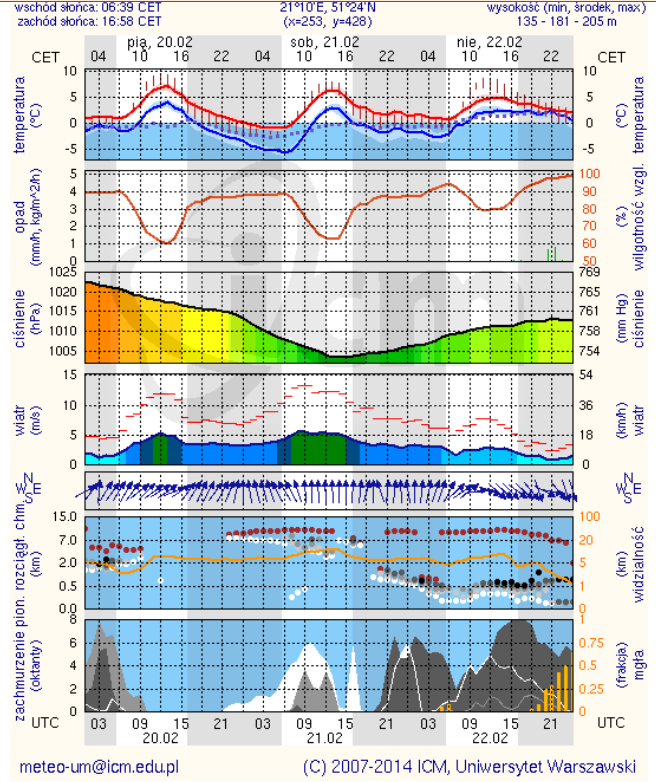 wschód słońca: 06:39 CET 21°10'E, 51°24'N wysokość (min, środek, max)
zachód słońca: 16:58 CET (x=253, y=428) 135 - 181 - 205 m
pią, 20.02 sob, 21.02 nie, 22.02
CET 04 10 16 22 04 10 16 22 04 10 16 22 CET
temperatura
(°C)
10
5
0
-5
10
5
0
-5
temperatura
(°C)
opad
(mm/h, kg/m^2/h)
5
4
3
2
1
0
100
90
80
70
60
50
(%)
wilgotność wzgl.
ciśnienie
(hPa)
1025
1020
1015
1010
1005
769
765
761
758
754
(mm Hg)
ciśnienie
wiatr
(m/s)
15
10
5
0
54
36
18
0
(km/h)
wiatr
N
W E
S
N
W E
S
pion. rozciągł. chm.
(km)
15.0
7.0
2.0
0.5
0.0
100
20
5
1
0
(km)
widzialność
zachmurzenie
(oktanty)
8
6
4
2
0
1
0.75
0.5
0.25
0
(frakcja)
mgła
UTC 03 09 15 21 03 09 15 21 03 09 15 21 UTC
20.02 21.02 22.02
meteo-um@icm.edu.pl (C) 2007-2014 ICM, Uniwersytet Warszawski
icm